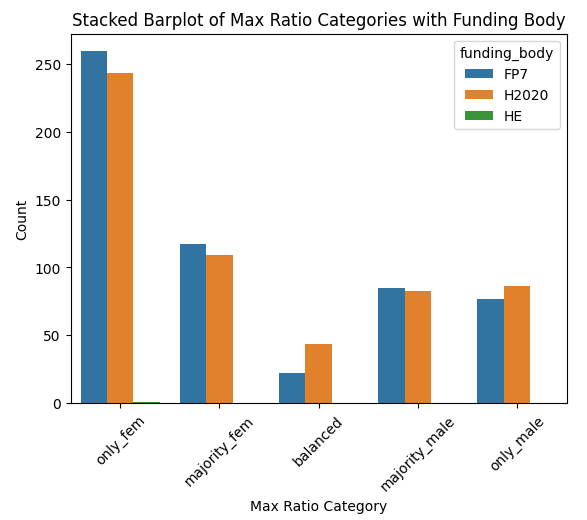 Stacked Barplot of Max Ratio Categories with Funding Body
funding_body
FP7
H2020
HE
250
200
150
100
50
0
Count
only_fem
majority_fem
balanced
majority_male
only_male
Max Ratio Category